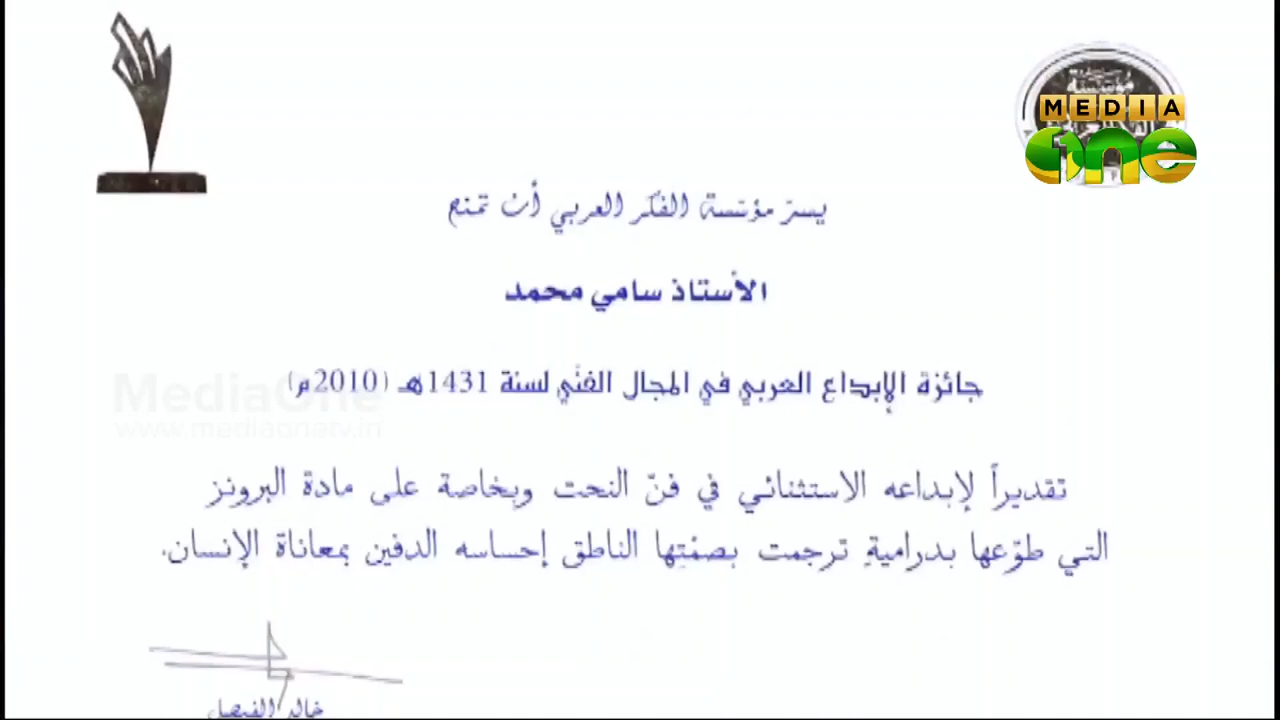 MEDIA
one
يسرّ مؤسّسة الفكر العربي أن تمنح
الأستاذ سامي محمد
جائزة الإبداع العربي في المجال الفنّي لسنة 1431هـ (2010م)
MediaOne
www.mediaonetv.in
تقديراً لإبداعه الاستثنائي في فنّ النحت وبخاصة على مادة البرونز
التي طوّعها بدرامية ترجمت بصمتها الناطق إحساسه الدفين بمعاناة الإنسان.
خالد الفيصل